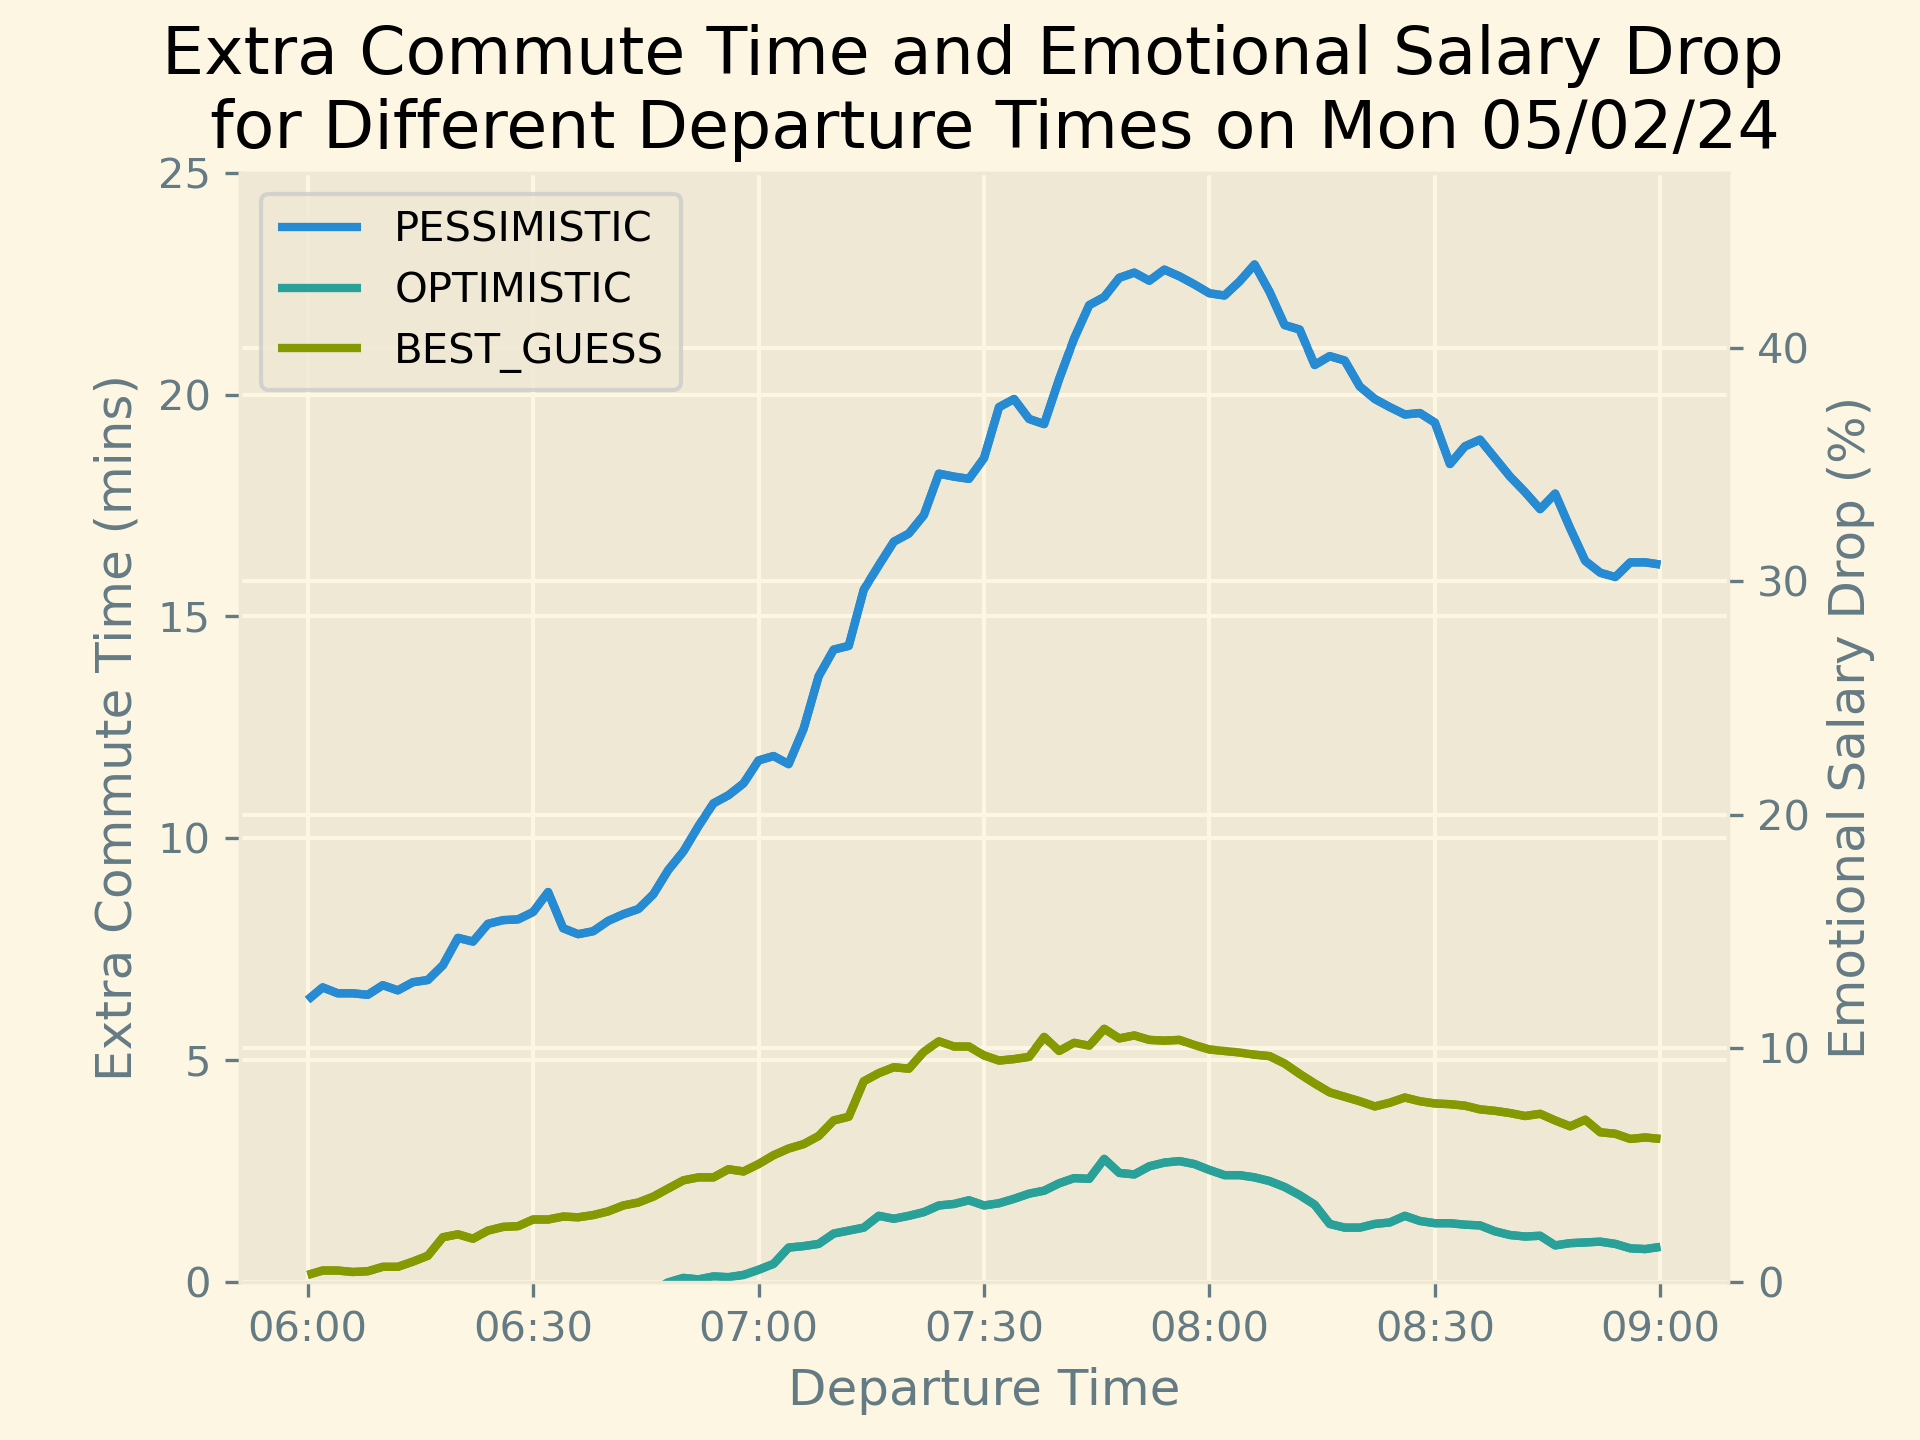 Extra Commute Time and Emotional Salary Drop
for Different Departure Times on Mon 05/02/24
PESSIMISTIC
OPTIMISTIC
BEST_GUESS
Extra Commute Time (mins)
25
20
15
10
5
0
Emotional Salary Drop (%)
40
30
20
10
0
06:00 06:30 07:00 07:30 08:00 08:30 09:00
Departure Time